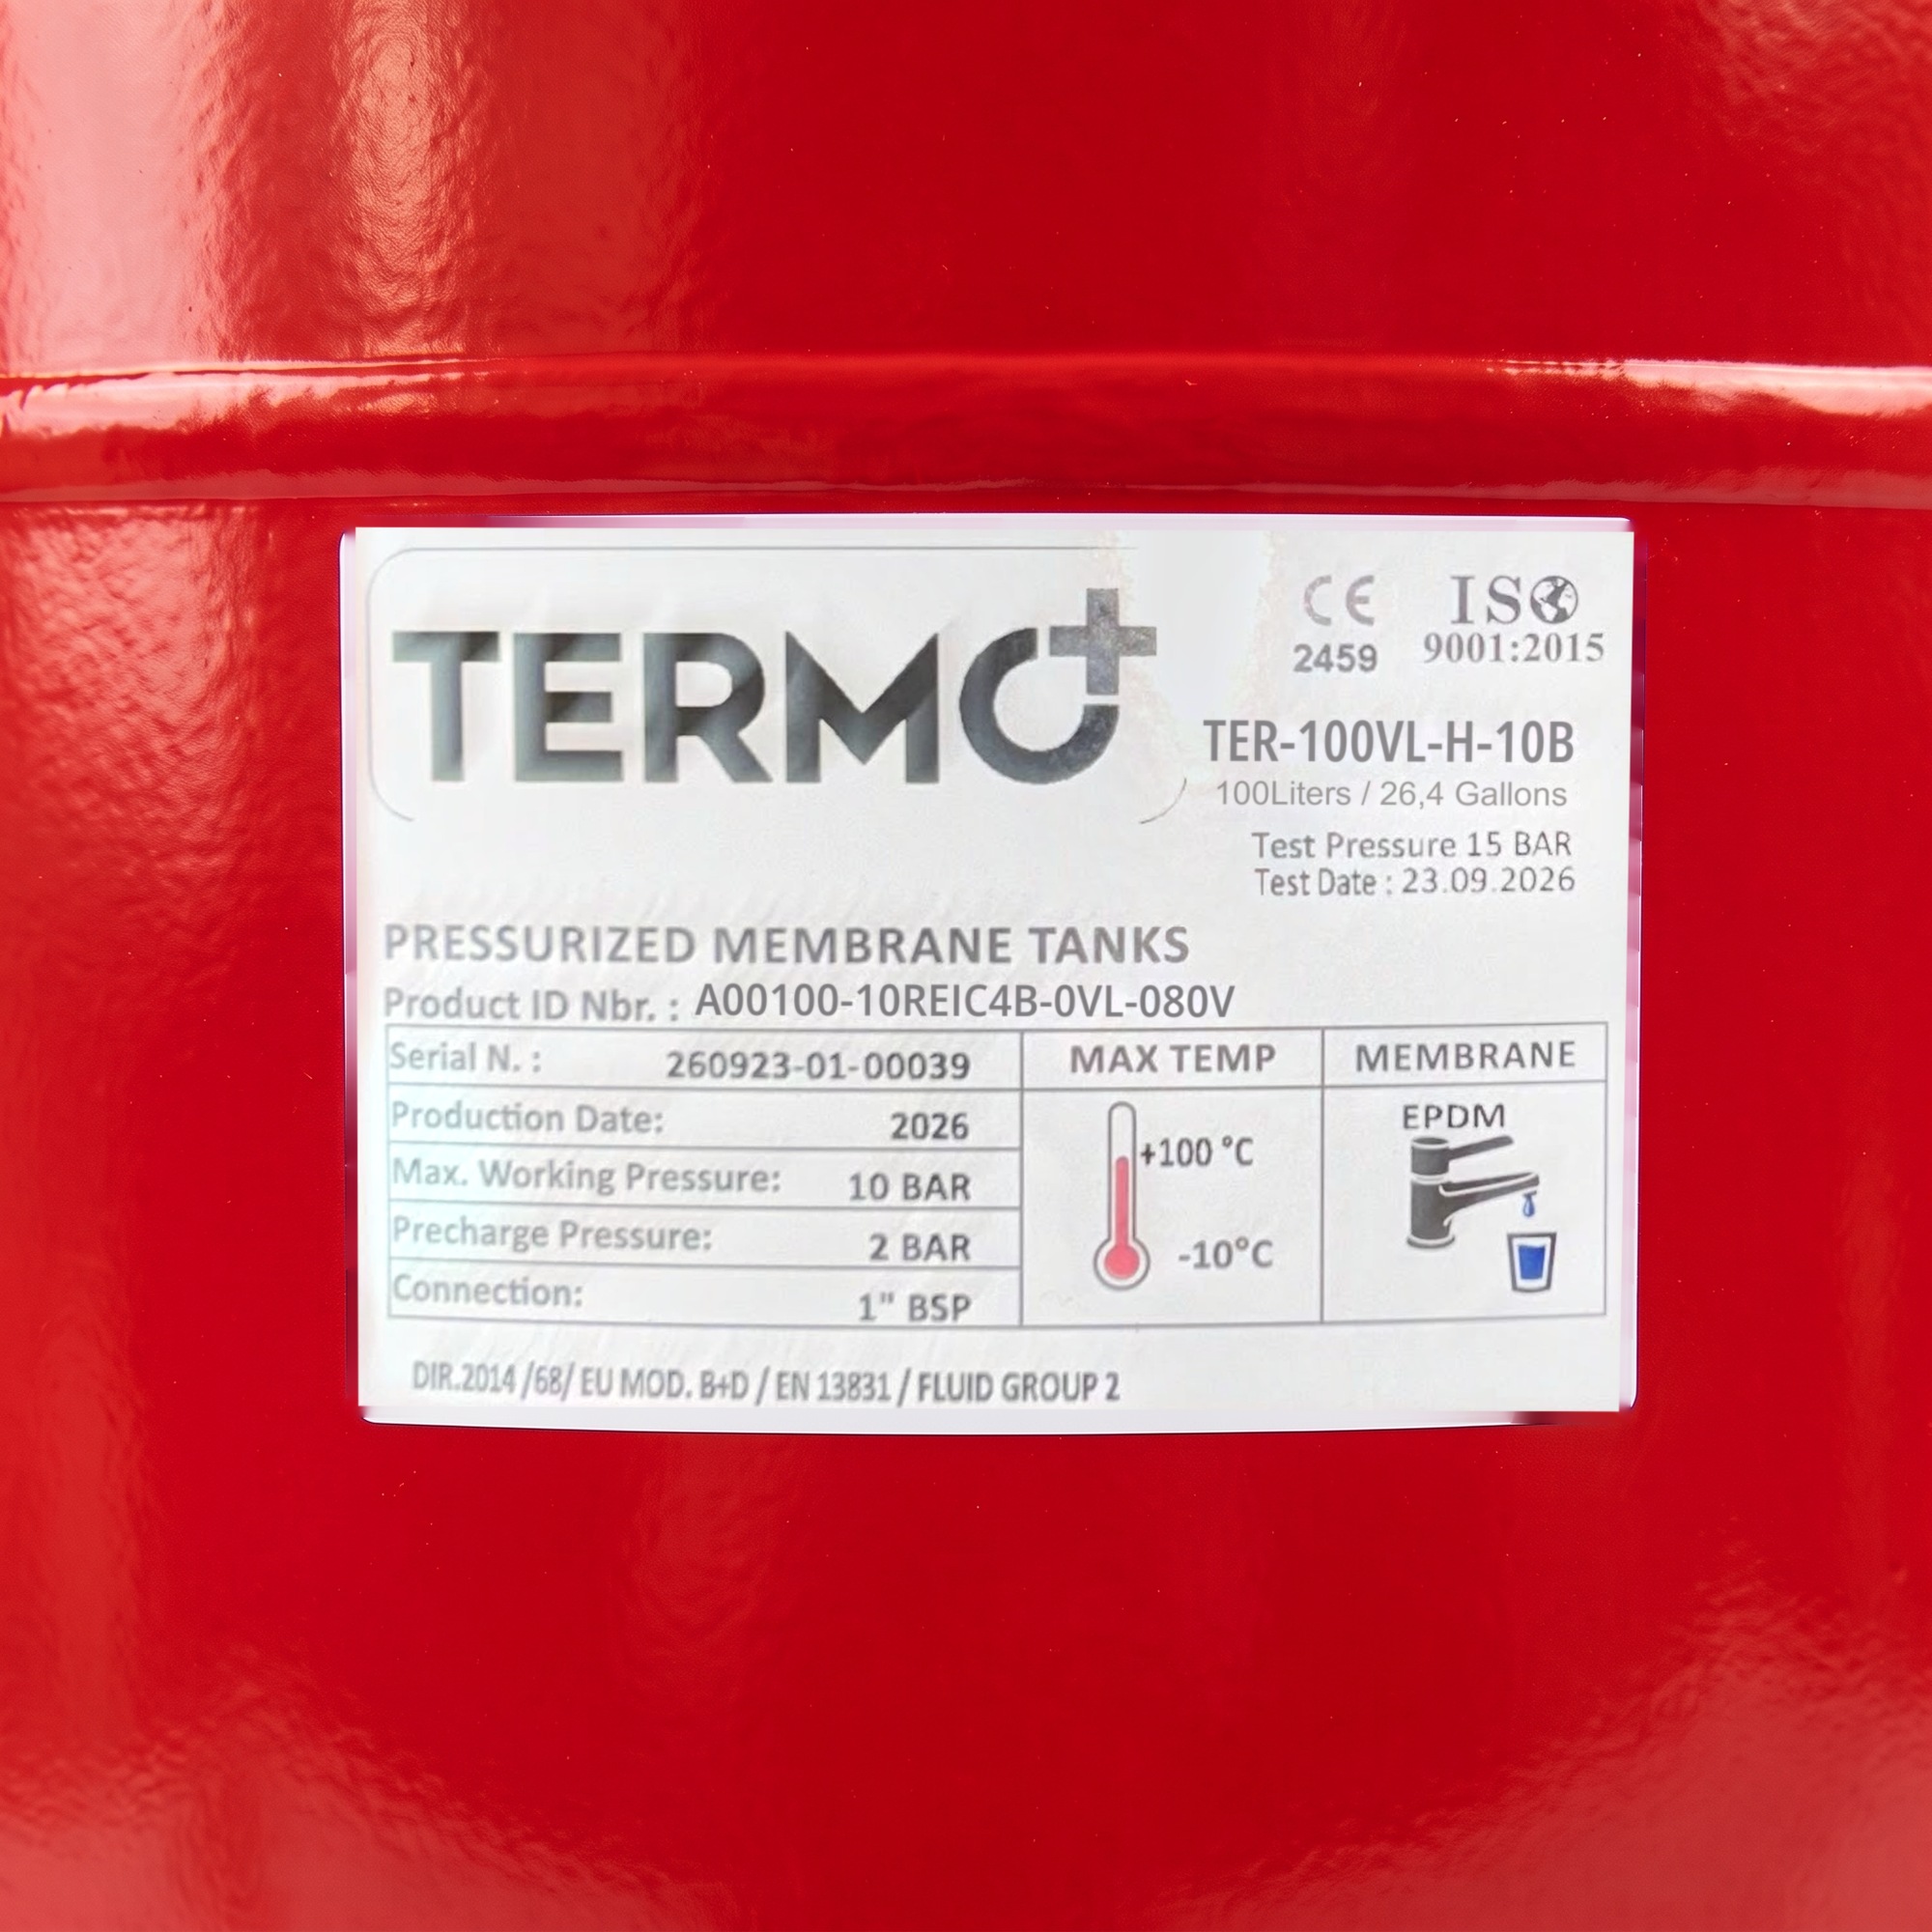 TERMO+
CE
2459
ISO
9001:2015
TER-100VL-H-10B
100Liters / 26,4 Gallons
Test Pressure 15 BAR
Test Date : 23.09.2026
PRESSURIZED MEMBRANE TANKS
Product ID Nbr. : A00100-10REIC4B-0VL-080V
Serial N. : 260923-01-00039
Production Date: 2026
Max. Working Pressure: 10 BAR
Precharge Pressure: 2 BAR
Connection: 1" BSP
MAX TEMP
+100 °C
-10°C
MEMBRANE
EPDM
DIR.2014 /68/ EU MOD. B+D / EN 13831 / FLUID GROUP 2